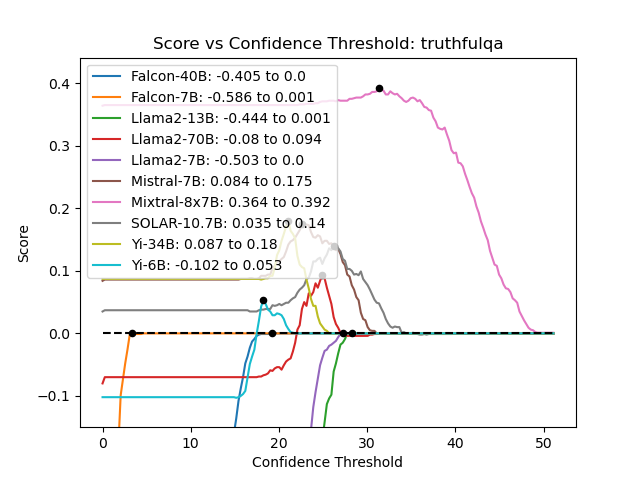 Score vs Confidence Threshold: truthfulqa
Falcon-40B: -0.405 to 0.0
Falcon-7B: -0.586 to 0.001
Llama2-13B: -0.444 to 0.001
Llama2-70B: -0.08 to 0.094
Llama2-7B: -0.503 to 0.0
Mistral-7B: 0.084 to 0.175
Mixtral-8x7B: 0.364 to 0.392
SOLAR-10.7B: 0.035 to 0.14
Yi-34B: 0.087 to 0.18
Yi-6B: -0.102 to 0.053
Score
0.4
0.3
0.2
0.1
0.0
−0.1
0 10 20 30 40 50
Confidence Threshold